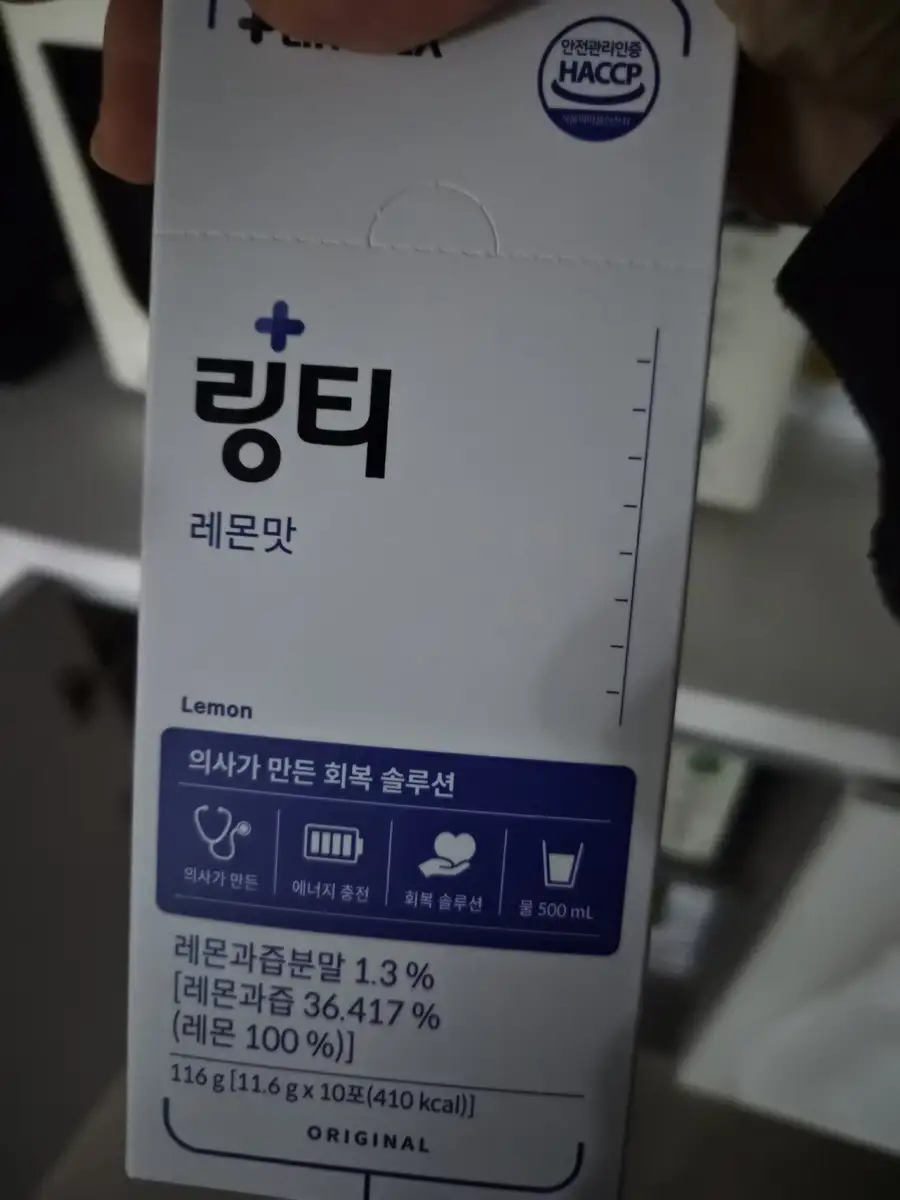 안전관리인증
HACCP
링티
레몬맛
Lemon
의사가 만든 회복 솔루션
의사가 만든
에너지 충전
회복 솔루션
물 500 mL
레몬과즙분말 1.3 %
[레몬과즙 36.417 %
(레몬 100 %)]
116 g [11.6 g x 10포(410 kcal)]
ORIGINAL